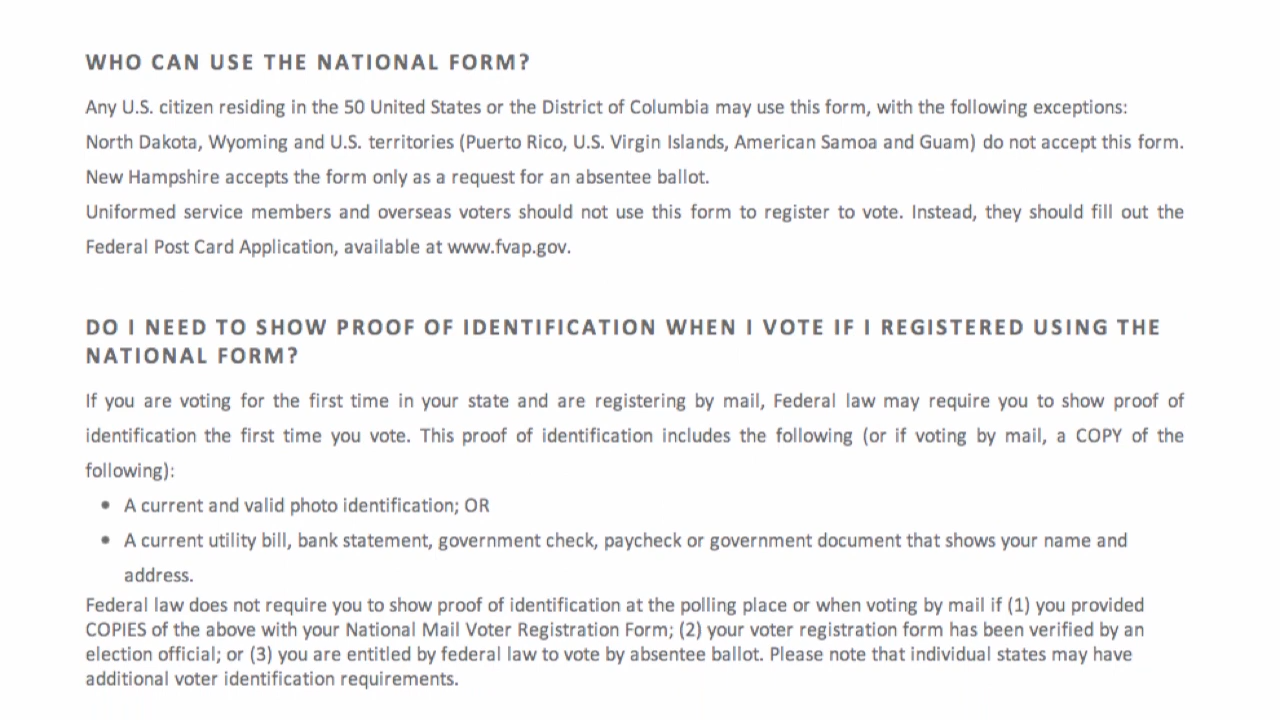 WHO CAN USE THE NATIONAL FORM?
Any U.S. citizen residing in the 50 United States or the District of Columbia may use this form, with the following exceptions:
North Dakota, Wyoming and U.S. territories (Puerto Rico, U.S. Virgin Islands, American Samoa and Guam) do not accept this form.
New Hampshire accepts the form only as a request for an absentee ballot.
Uniformed service members and overseas voters should not use this form to register to vote. Instead, they should fill out the
Federal Post Card Application, available at www.fvap.gov.
DO I NEED TO SHOW PROOF OF IDENTIFICATION WHEN I VOTE IF I REGISTERED USING THE
NATIONAL FORM?
If you are voting for the first time in your state and are registering by mail, Federal law may require you to show proof of
identification the first time you vote. This proof of identification includes the following (or if voting by mail, a COPY of the
following):
• A current and valid photo identification; OR
• A current utility bill, bank statement, government check, paycheck or government document that shows your name and
address.
Federal law does not require you to show proof of identification at the polling place or when voting by mail if (1) you provided
COPIES of the above with your National Mail Voter Registration Form; (2) your voter registration form has been verified by an
election official; or (3) you are entitled by federal law to vote by absentee ballot. Please note that individual states may have
additional voter identification requirements.